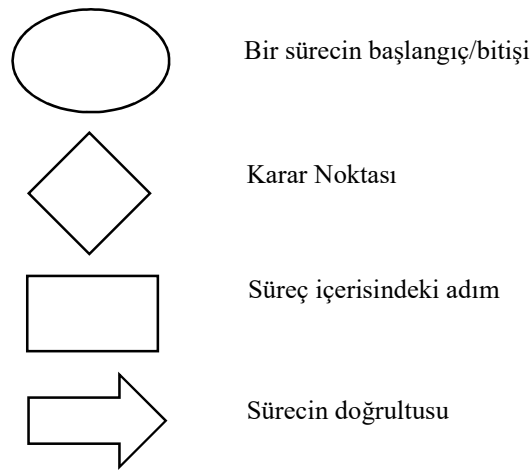 Bir sürecin başlangıç/bitişi
Karar Noktası
Süreç içerisindeki adım
Sürecin doğrultusu